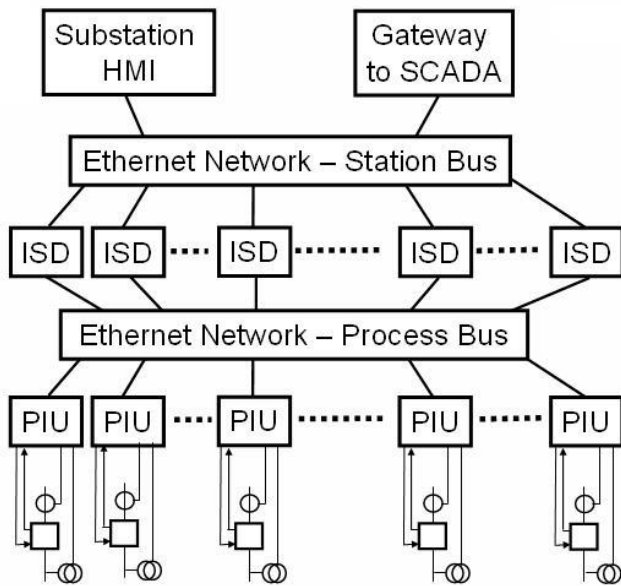 Substation
HMI
Gateway
to SCADA
Ethernet Network – Station Bus
ISD
ISD
ISD
ISD
ISD
Ethernet Network – Process Bus
PIU
PIU
PIU
PIU
PIU